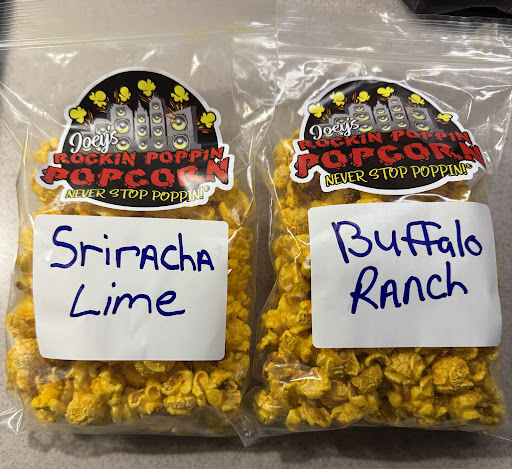 Joey's
ROCKIN POPPIN
POPCORN
NEVER STOP POPPIN!®
Sriracha
Lime
Joey's
ROCKIN POPPIN
POPCORN
NEVER STOP POPPIN!®
Buffalo
Ranch